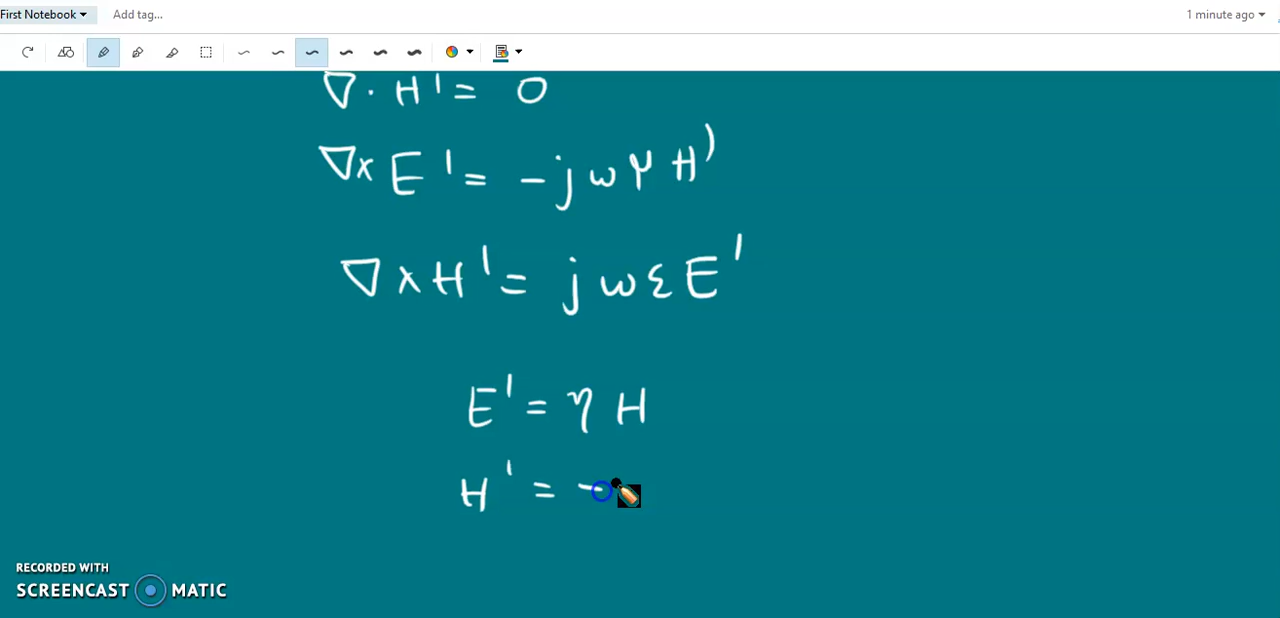 First Notebook
Add tag...
1 minute ago
∇ · H' = 0
∇x E' = -jωμ H'
∇ x H' = jωε E'
E' = η H
H' = -
RECORDED WITH
SCREENCAST MATIC